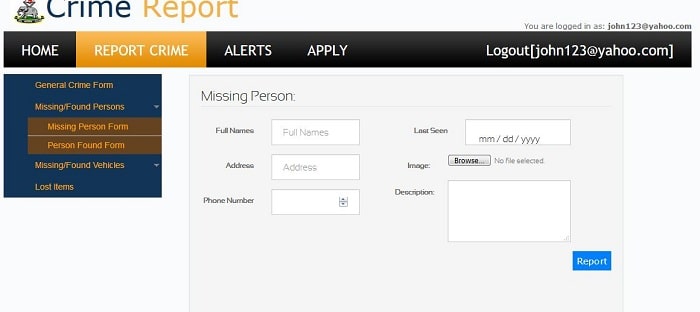 Crime Report
You are logged in as: john123@yahoo.com
HOME REPORT CRIME ALERTS APPLY Logout[john123@yahoo.com]
General Crime Form
Missing/Found Persons
Missing Person Form
Person Found Form
Missing/Found Vehicles
Lost Items
Missing Person:
Full Names Full Names Last Seen mm / dd / yyyy
Address Address Image: Browse... No file selected.
Phone Number Description:
Report